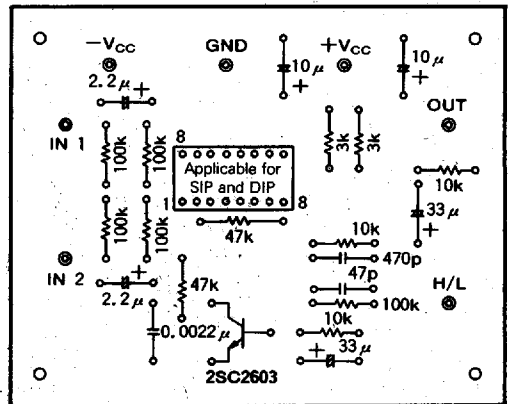 −VCC
GND
+VCC
2.2μ
+
10μ
+
10μ
+
OUT
IN 1
100k
100k
8
Applicable for
SIP and DIP
1
8
3k
3k
10k
33μ
+
100k
100k
47k
10k
470p
47p
100k
IN 2
+
2.2μ
47k
H/L
0.0022μ
10k
+
33μ
2SC2603